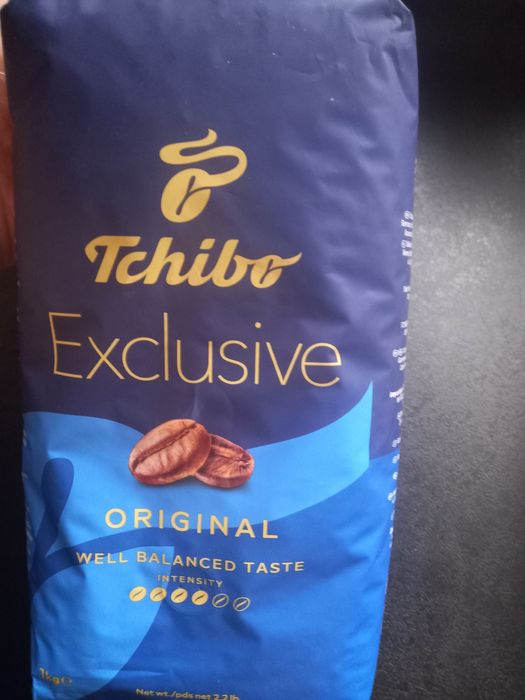 Tchibo
Exclusive
ORIGINAL
WELL BALANCED TASTE
INTENSITY
1kg℮
Net wt./pds net 2.2 lb